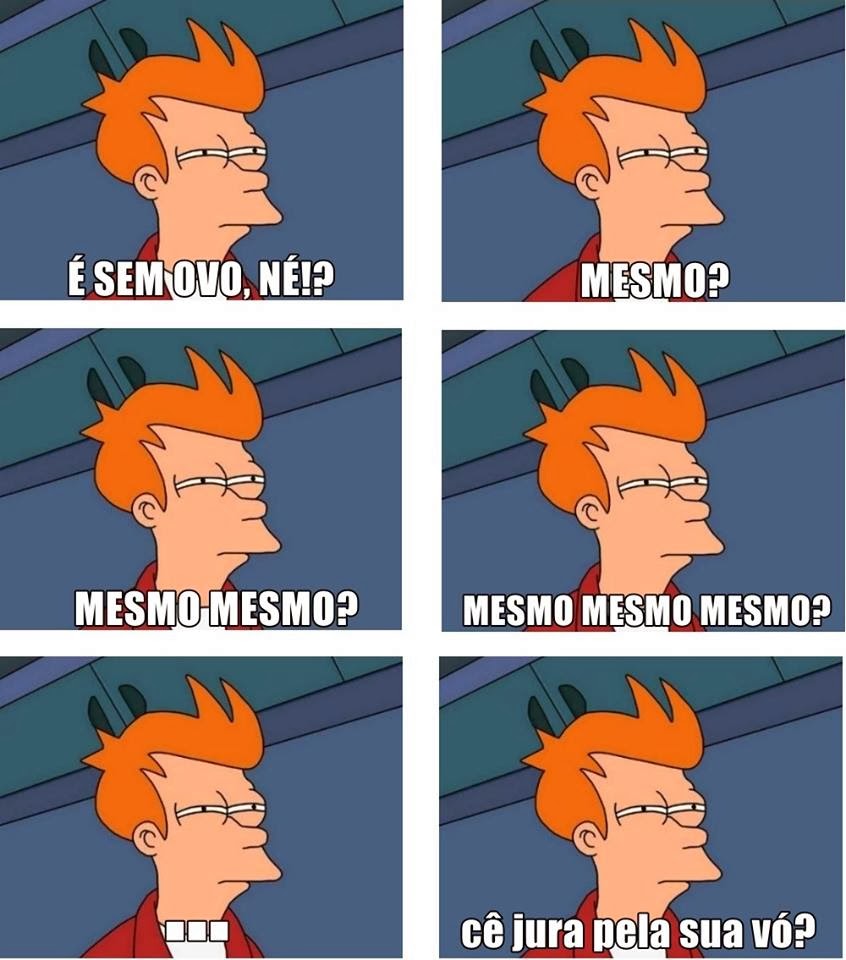 É SEM OVO, NÉ!?
MESMO?
MESMO MESMO?
MESMO MESMO MESMO?
...
cê jura pela sua vó?